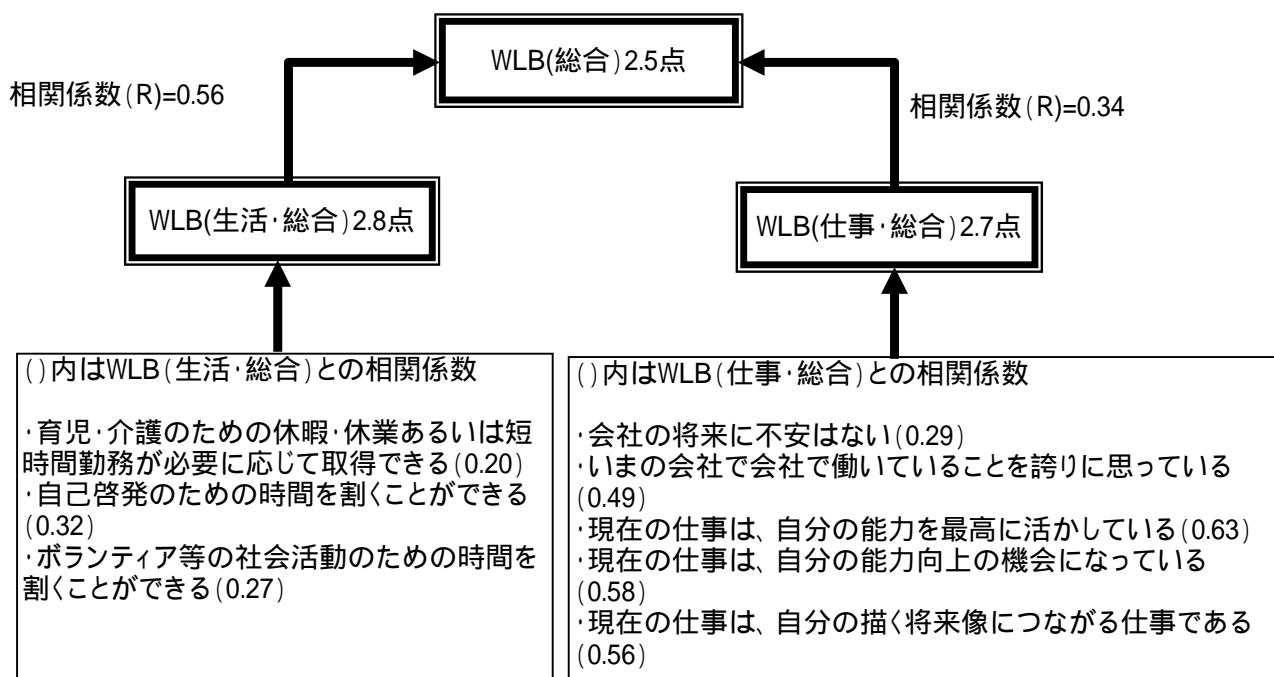 WLB(総合)2.5点
相関係数(R)=0.56
相関係数(R)=0.34
WLB(生活・総合)2.8点
WLB(仕事・総合)2.7点
()内はWLB(生活・総合)との相関係数
・育児・介護のための休暇・休業あるいは短
時間勤務が必要に応じて取得できる(0.20)
・自己啓発のための時間を割くことができる
(0.32)
・ボランティア等の社会活動のための時間を
割くことができる(0.27)
()内はWLB(仕事・総合)との相関係数
・会社の将来に不安はない(0.29)
・いまの会社で会社で働いていることを誇りに思っている
(0.49)
・現在の仕事は、自分の能力を最高に活かしている(0.63)
・現在の仕事は、自分の能力向上の機会になっている
(0.58)
・現在の仕事は、自分の描く将来像につながる仕事である
(0.56)